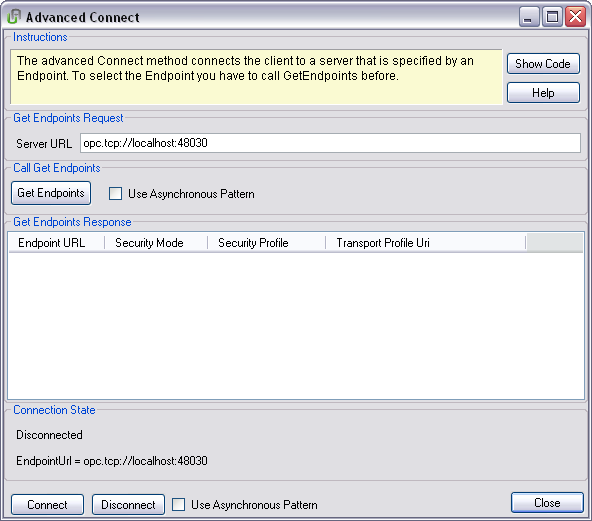 Advanced Connect
Instructions
The advanced Connect method connects the client to a server that is specified by an
Endpoint. To select the Endpoint you have to call GetEndpoints before.
Show Code
Help
Get Endpoints Request
Server URL opc.tcp://localhost:48030
Call Get Endpoints
Get Endpoints Use Asynchronous Pattern
Get Endpoints Response
Endpoint URL Security Mode Security Profile Transport Profile Uri
Connection State
Disconnected
EndpointUrl = opc.tcp://localhost:48030
Connect Disconnect Use Asynchronous Pattern Close